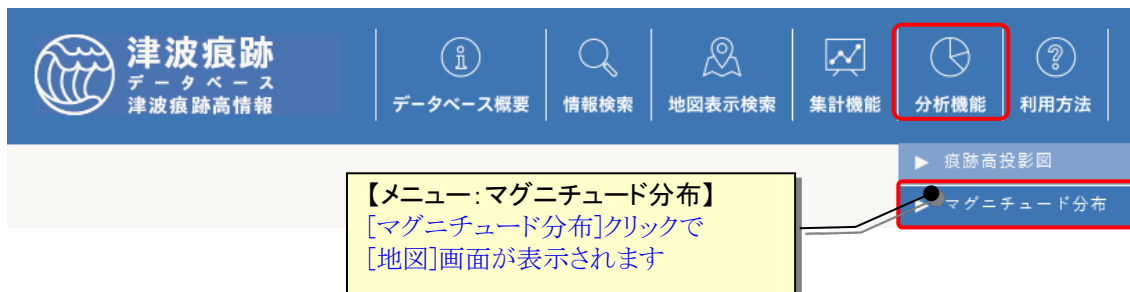 津波痕跡
データベース
津波痕跡高情報
データベース概要
情報検索
地図表示検索
集計機能
分析機能
利用方法
▶ 痕跡高投影図
▶ マグニチュード分布
【メニュー:マグニチュード分布】
[マグニチュード分布]クリックで
[地図]画面が表示されます